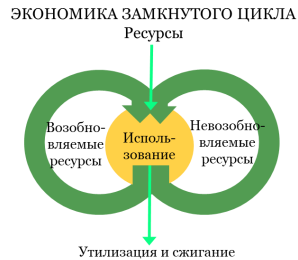 ЭКОНОМИКА ЗАМКНУТОГО ЦИКЛА
Ресурсы
Возобно-
вляемые
ресурсы
Исполь-
зование
Невозобно-
вляемые
ресурсы
Утилизация и сжигание